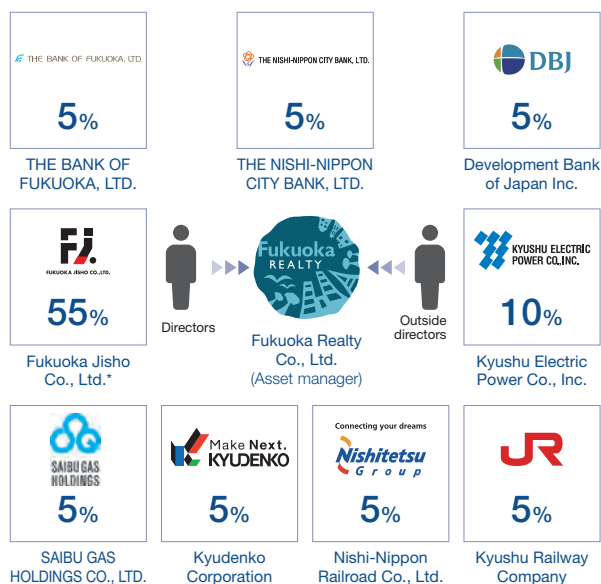 THE BANK OF FUKUOKA, LTD.
5%
THE BANK OF
FUKUOKA, LTD.
THE NISHI-NIPPON CITY BANK, LTD.
5%
THE NISHI-NIPPON
CITY BANK, LTD.
DBJ
5%
Development Bank
of Japan Inc.
FJ.
FUKUOKA JISHO CO.,LTD.
55%
Fukuoka Jisho
Co., Ltd.*
Directors
Fukuoka
REALTY
Fukuoka Realty
Co., Ltd.
(Asset manager)
Outside
directors
KYUSHU ELECTRIC
POWER CO.,INC.
10%
Kyushu Electric
Power Co., Inc.
SAIBU GAS
HOLDINGS
5%
SAIBU GAS
HOLDINGS CO., LTD.
Make Next.
KYUDENKO
5%
Kyudenko
Corporation
Connecting your dreams
Nishitetsu
Group
5%
Nishi-Nippon
Railroad Co., Ltd.
JR
5%
Kyushu Railway
Company